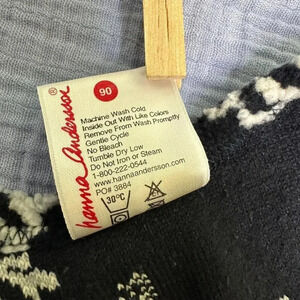 hanna andersson
®
90
Machine Wash Cold
Inside Out With Like Colors
Remove From Wash Promptly
Gentle Cycle
No Bleach
Tumble Dry Low
Do Not Iron or Steam
1-800-222-0544
www.hannaandersson.com
PO# 3884
30°C